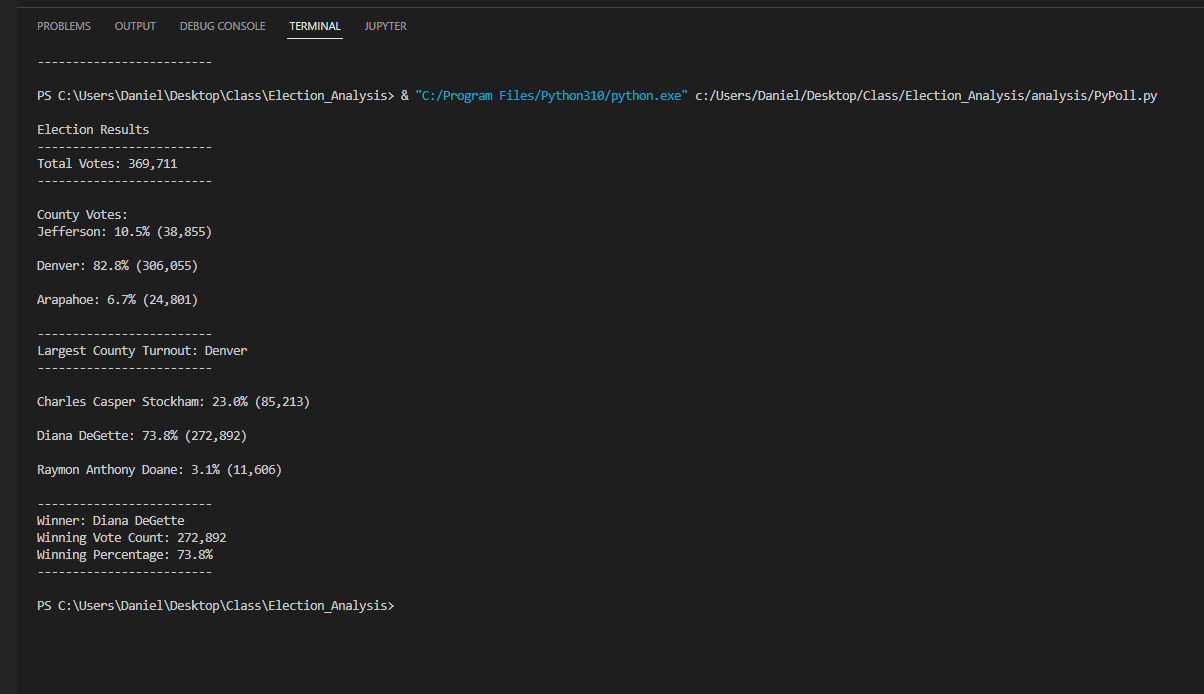 PROBLEMS OUTPUT DEBUG CONSOLE TERMINAL JUPYTER
-------------------------
PS C:\Users\Daniel\Desktop\Class\Election_Analysis> & "C:/Program Files/Python310/python.exe" c:/Users/Daniel/Desktop/Class/Election_Analysis/analysis/PyPoll.py
Election Results
-------------------------
Total Votes: 369,711
-------------------------
County Votes:
Jefferson: 10.5% (38,855)
Denver: 82.8% (306,055)
Arapahoe: 6.7% (24,801)
-------------------------
Largest County Turnout: Denver
-------------------------
Charles Casper Stockham: 23.0% (85,213)
Diana DeGette: 73.8% (272,892)
Raymon Anthony Doane: 3.1% (11,606)
-------------------------
Winner: Diana DeGette
Winning Vote Count: 272,892
Winning Percentage: 73.8%
-------------------------
PS C:\Users\Daniel\Desktop\Class\Election_Analysis>